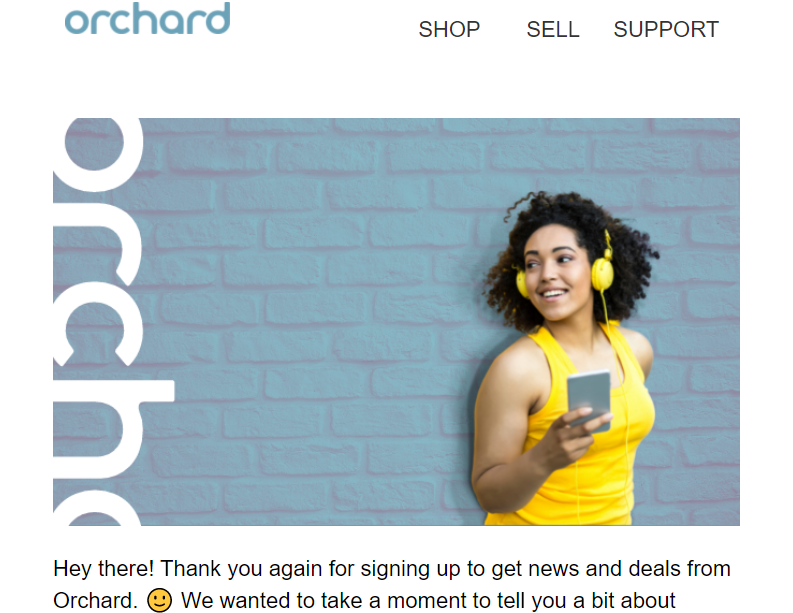 orchard
SHOP SELL SUPPORT
orcha
Hey there! Thank you again for signing up to get news and deals from
Orchard. 🙂 We wanted to take a moment to tell you a bit about